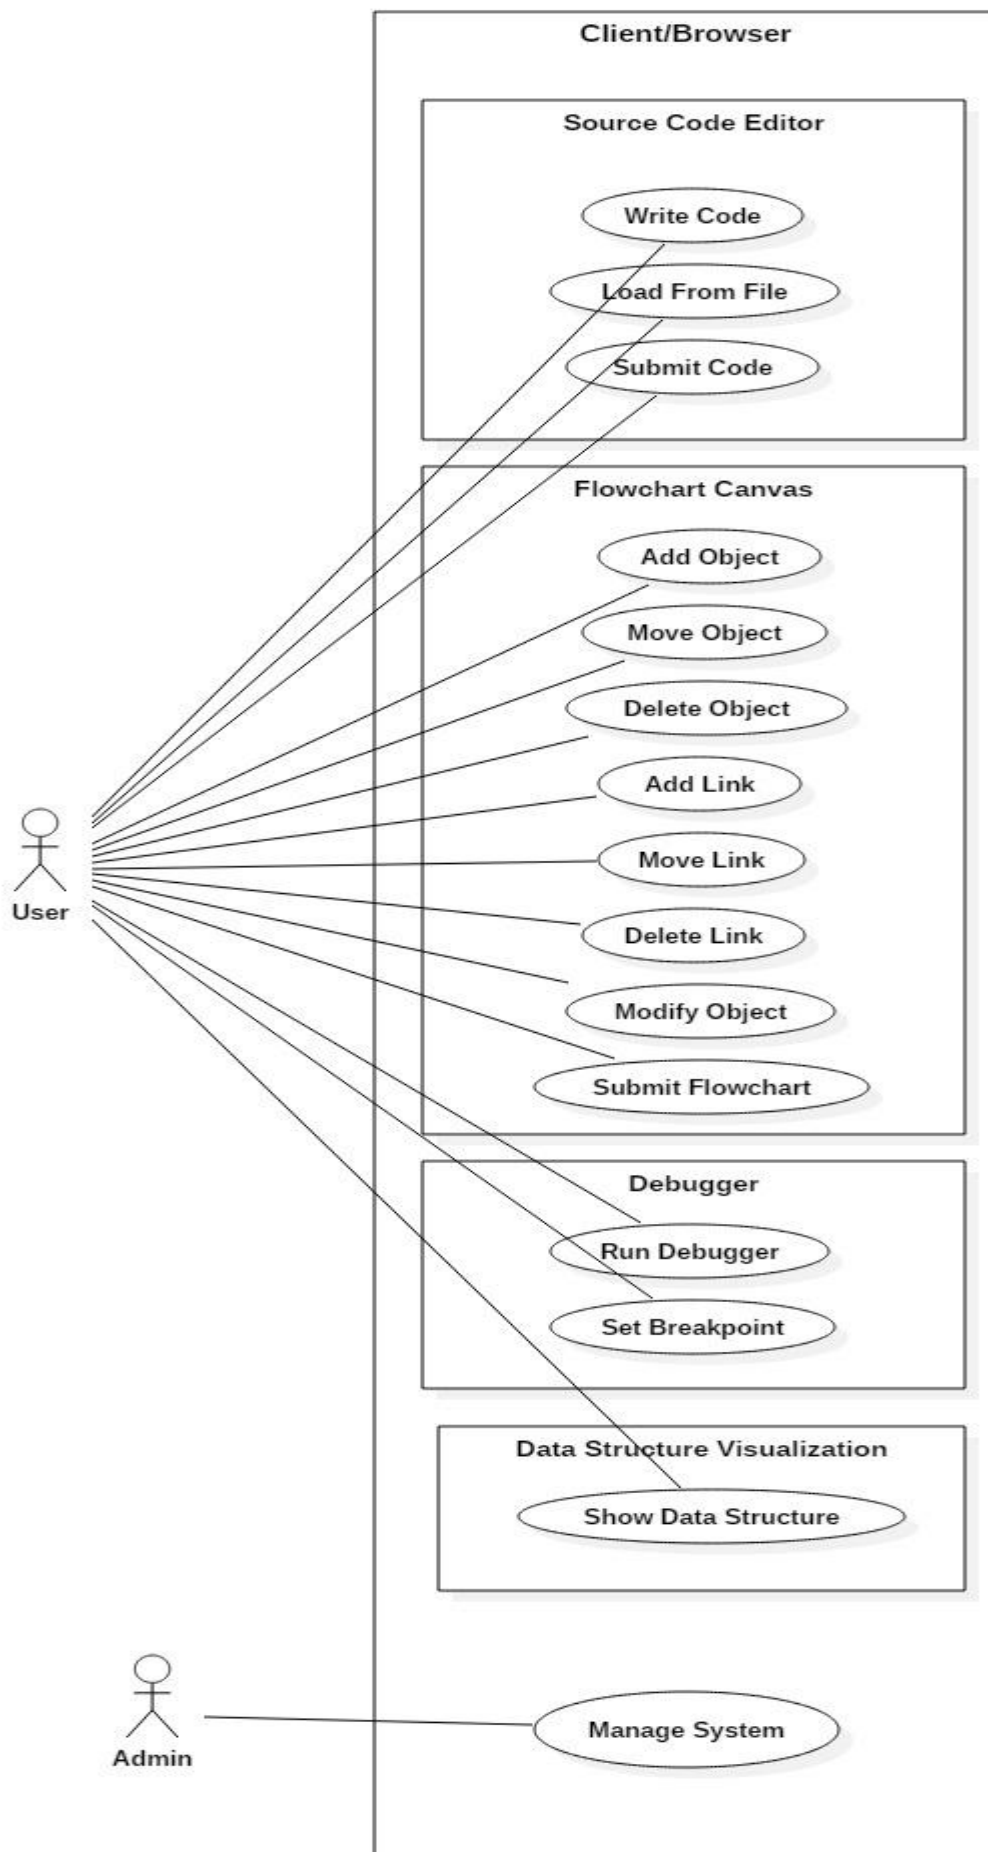 Client/Browser
Source Code Editor
Write Code
Load From File
Submit Code
Flowchart Canvas
Add Object
Move Object
Delete Object
Add Link
Move Link
Delete Link
Modify Object
Submit Flowchart
User
Debugger
Run Debugger
Set Breakpoint
Data Structure Visualization
Show Data Structure
Manage System
Admin